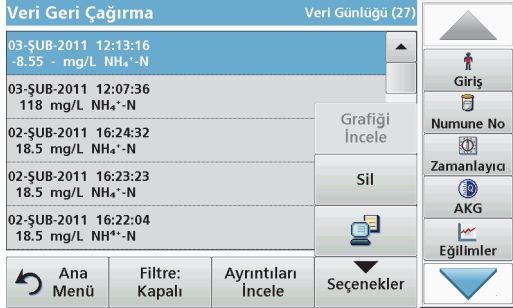 Veri Geri Çağırma
Veri Günlüğü (27)
03-ŞUB-2011 12:13:16
-8.55 - mg/L NH₄⁺-N
03-ŞUB-2011 12:07:36
118 mg/L NH₄⁺-N
02-ŞUB-2011 16:24:32
18.5 mg/L NH₄⁺-N
02-ŞUB-2011 16:23:23
18.5 mg/L NH₄⁺-N
02-ŞUB-2011 16:22:04
18.5 mg/L NH⁴⁺-N
Grafiği
İncele
Sil
Ana
Menü
Filtre:
Kapalı
Ayrıntıları
İncele
Seçenekler
Giriş
Numune No
Zamanlayıcı
AKG
Eğilimler